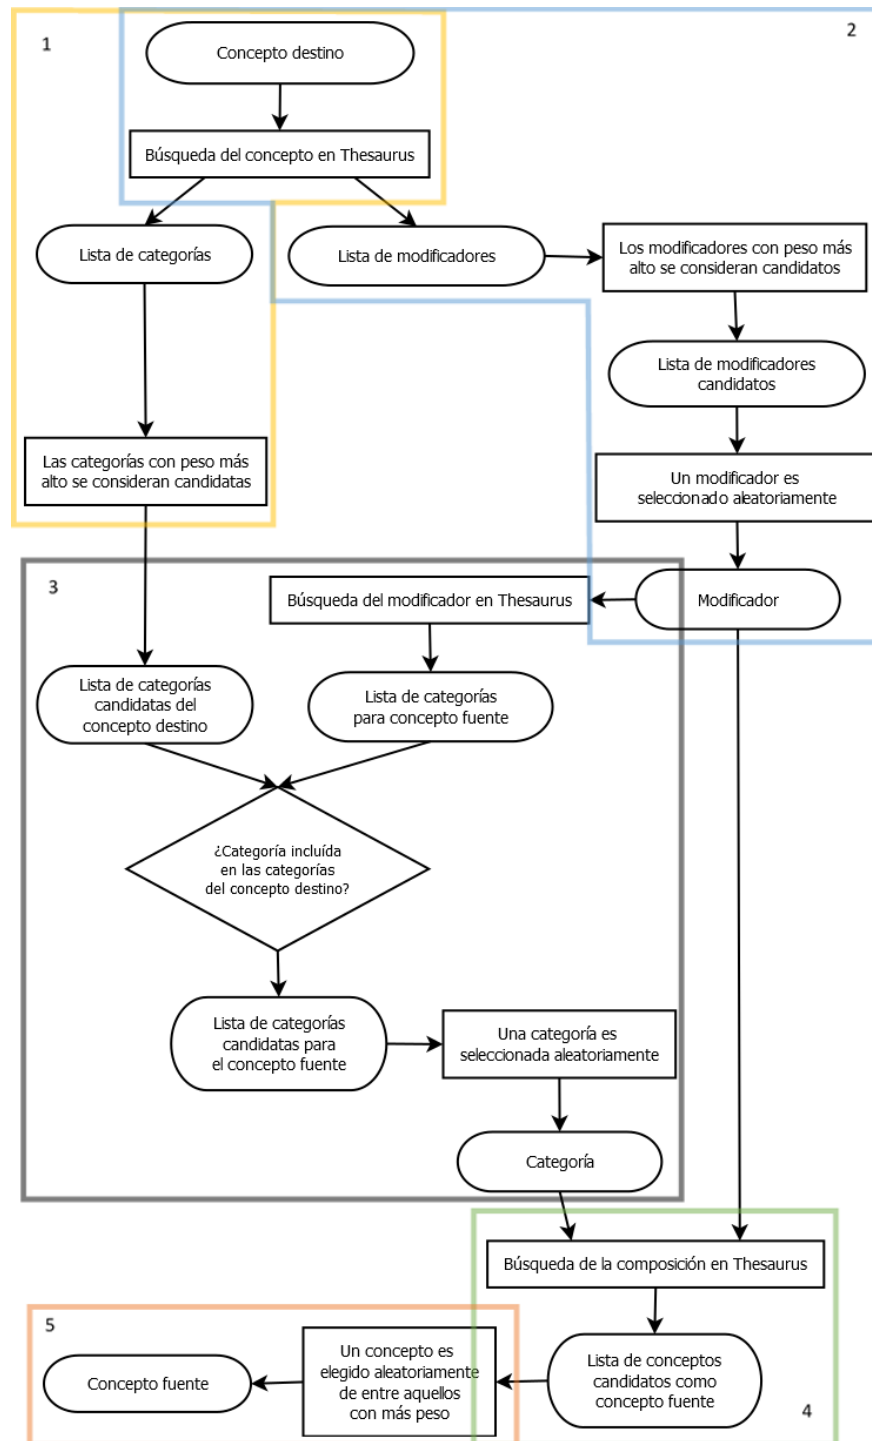 1
2
Concepto destino
Búsqueda del concepto en Thesaurus
Lista de categorías
Lista de modificadores
Los modificadores con peso más
alto se consideran candidatos
Lista de modificadores
candidatos
Las categorías con peso más
alto se consideran candidatas
Un modificador es
seleccionado aleatoriamente
3
Búsqueda del modificador en Thesaurus
Modificador
Lista de categorías
candidatas del
concepto destino
Lista de categorías
para concepto fuente
¿Categoría incluída
en las categorías
del concepto destino?
Lista de categorías
candidatas para
el concepto fuente
Una categoría es
seleccionada aleatoriamente
Categoría
Búsqueda de la composición en Thesaurus
5
Concepto fuente
Un concepto es
elegido aleatoriamente
de entre aquellos
con más peso
Lista de conceptos
candidatos como
concepto fuente
4